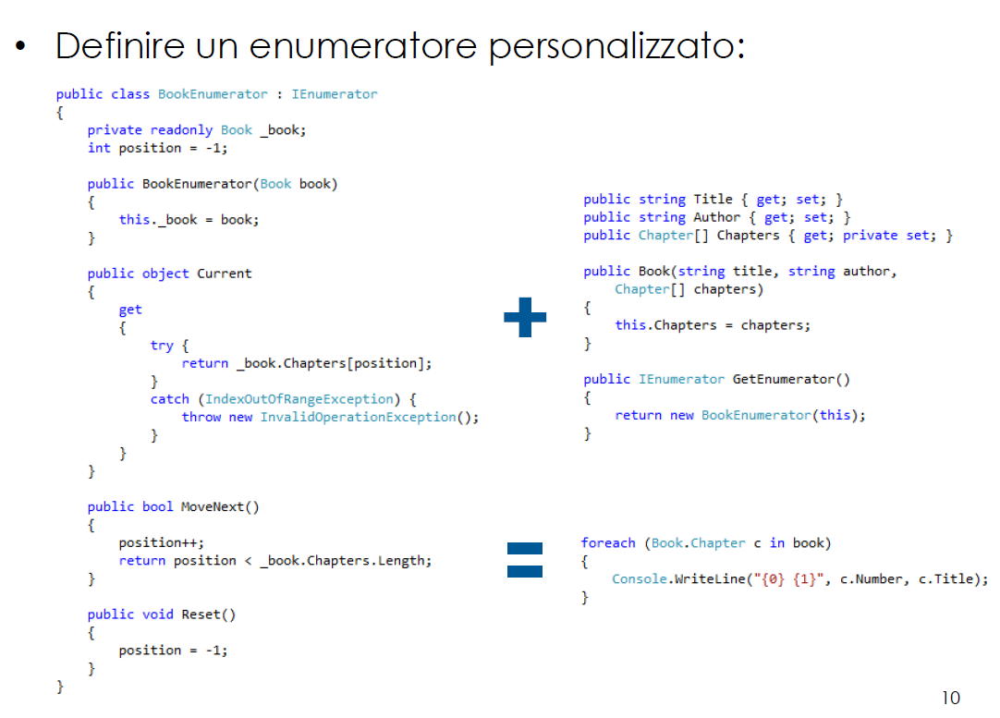 • Definire un enumeratore personalizzato:
public class BookEnumerator : IEnumerator
{
    private readonly Book _book;
    int position = -1;

    public BookEnumerator(Book book)
    {
        this._book = book;
    }

    public object Current
    {
        get
        {
            try {
                return _book.Chapters[position];
            }
            catch (IndexOutOfRangeException) {
                throw new InvalidOperationException();
            }
        }
    }

    public bool MoveNext()
    {
        position++;
        return position < _book.Chapters.Length;
    }

    public void Reset()
    {
        position = -1;
    }
}
+
public string Title { get; set; }
public string Author { get; set; }
public Chapter[] Chapters { get; private set; }

public Book(string title, string author,
    Chapter[] chapters)
{
    this.Chapters = chapters;
}

public IEnumerator GetEnumerator()
{
    return new BookEnumerator(this);
}
=
foreach (Book.Chapter c in book)
{
    Console.WriteLine("{0} {1}", c.Number, c.Title);
}
10